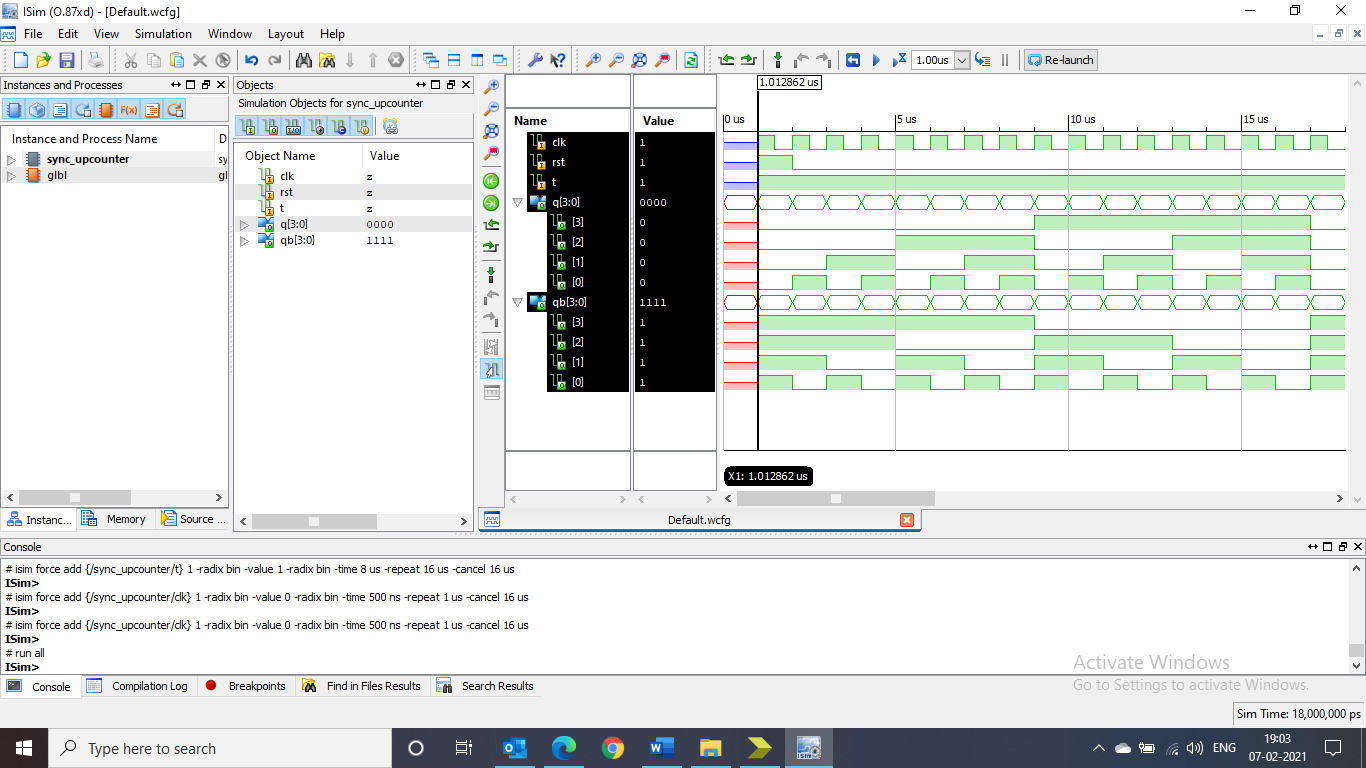 ISim (O.87xd) - [Default.wcfg]
File Edit View Simulation Window Layout Help
1.00us Re-launch
Instances and Processes
Instance and Process Name D
sync_upcounter sy
glbl gl
Instanc... Memory Source ...
Objects
Simulation Objects for sync_upcounter
Object Name Value
clk z
rst z
t z
q[3:0] 0000
qb[3:0] 1111
1.012862 us
Name Value 0 us 5 us 10 us 15 us
clk 1
rst 1
t 1
q[3:0] 0000
[3] 0
[2] 0
[1] 0
[0] 0
qb[3:0] 1111
[3] 1
[2] 1
[1] 1
[0] 1
X1: 1.012862 us
Default.wcfg
Console
# isim force add {/sync_upcounter/t} 1 -radix bin -value 1 -radix bin -time 8 us -repeat 16 us -cancel 16 us
ISim>
# isim force add {/sync_upcounter/clk} 1 -radix bin -value 0 -radix bin -time 500 ns -repeat 1 us -cancel 16 us
ISim>
# isim force add {/sync_upcounter/clk} 1 -radix bin -value 0 -radix bin -time 500 ns -repeat 1 us -cancel 16 us
ISim>
# run all
ISim>
Activate Windows
Go to Settings to activate Windows.
Console Compilation Log Breakpoints Find in Files Results Search Results
Sim Time: 18,000,000 ps
Type here to search
ENG
19:03
07-02-2021